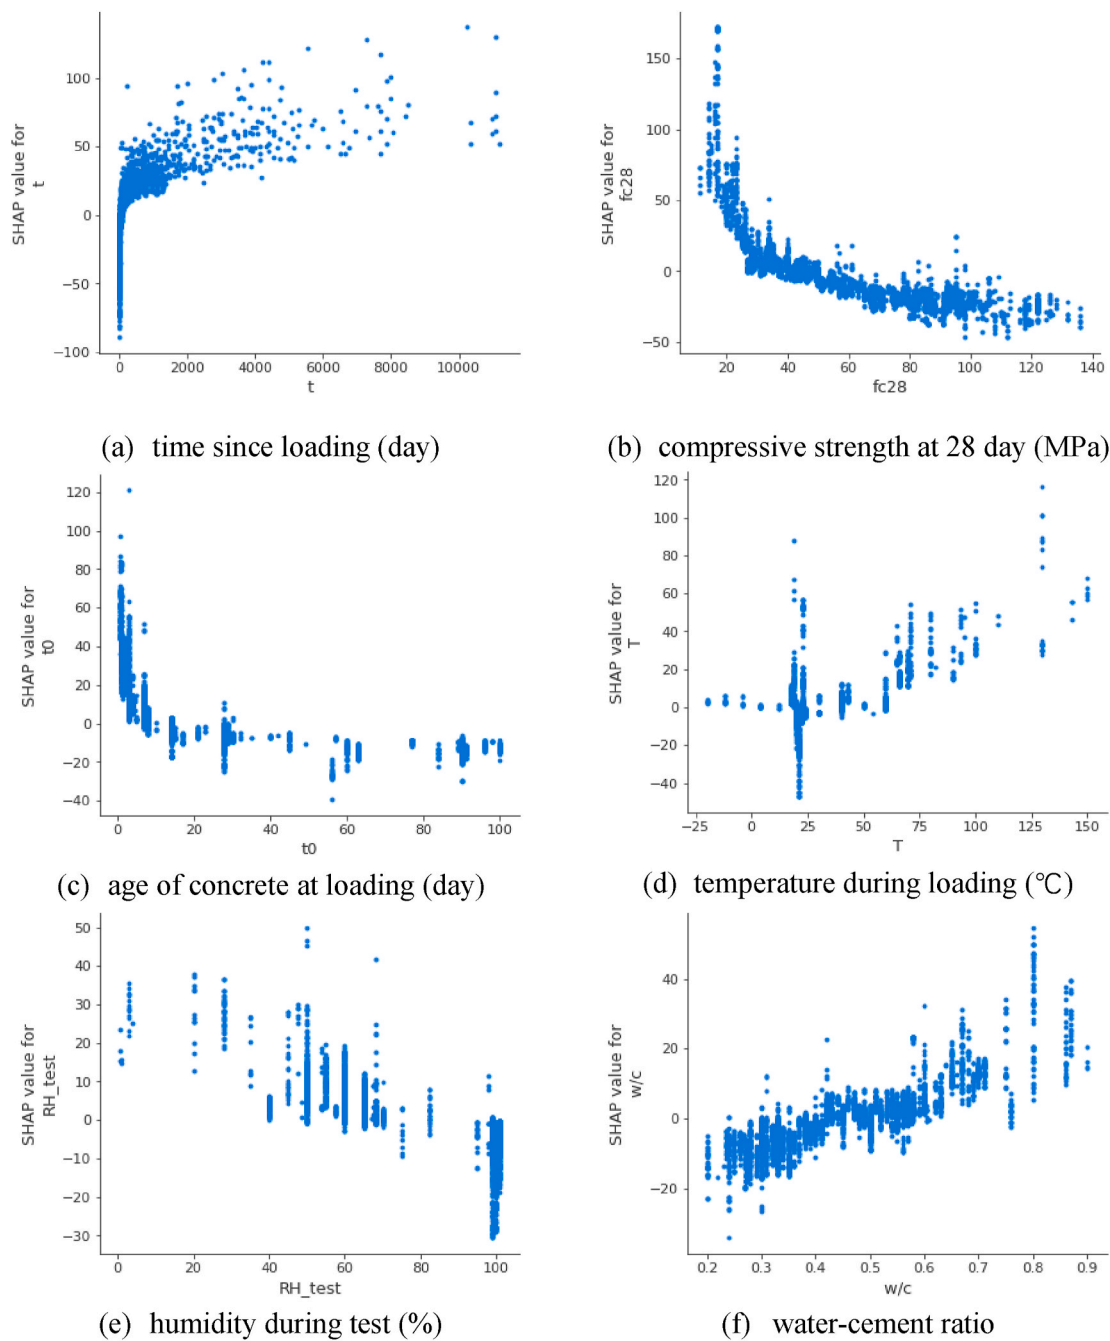 100
50
0
−50
−100
SHAP value for
t
0 2000 4000 6000 8000 10000
t
(a) time since loading (day)
150
100
50
0
−50
SHAP value for
fc28
20 40 60 80 100 120 140
fc28
(b) compressive strength at 28 day (MPa)
120
100
80
60
40
20
0
−20
−40
SHAP value for
t0
0 20 40 60 80 100
t0
(c) age of concrete at loading (day)
120
100
80
60
40
20
0
−20
−40
SHAP value for
T
−25 0 25 50 75 100 125 150
T
(d) temperature during loading (℃)
50
40
30
20
10
0
−10
−20
−30
SHAP value for
RH_test
0 20 40 60 80 100
RH_test
(e) humidity during test (%)
40
20
0
−20
SHAP value for
w/c
0.2 0.3 0.4 0.5 0.6 0.7 0.8 0.9
w/c
(f) water-cement ratio